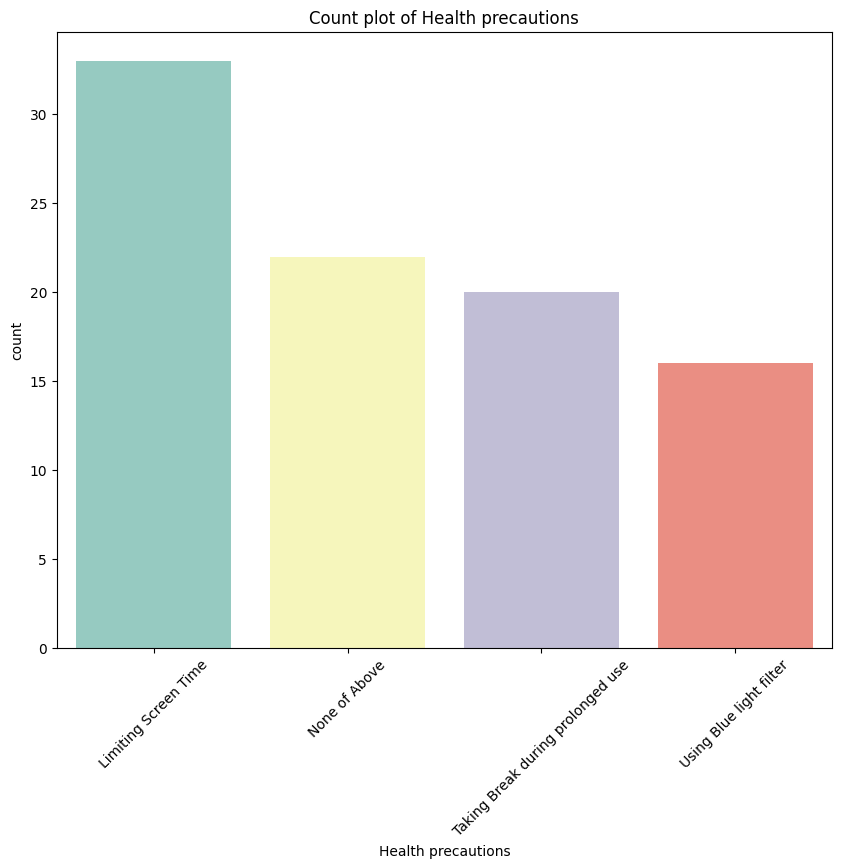 Count plot of Health precautions
count
30
25
20
15
10
5
0
Limiting Screen Time
None of Above
Taking Break during prolonged use
Using Blue light filter
Health precautions